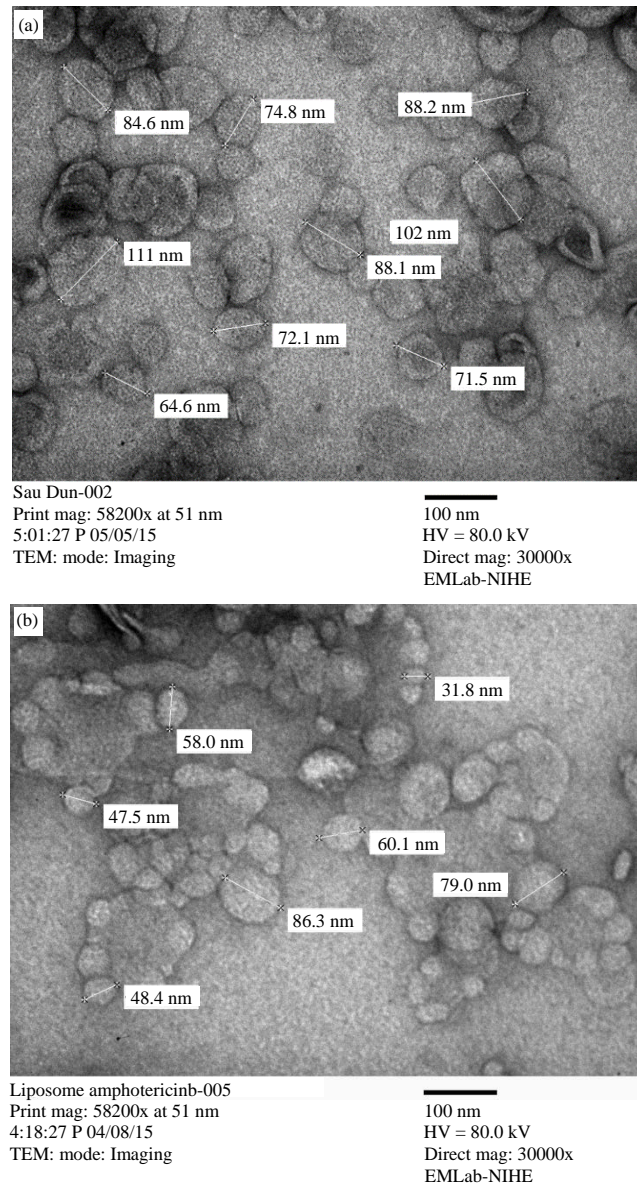 (a)
84.6 nm
74.8 nm
88.2 nm
111 nm
102 nm
88.1 nm
72.1 nm
71.5 nm
64.6 nm
Sau Dun-002
Print mag: 58200x at 51 nm
5:01:27 P 05/05/15
TEM: mode: Imaging
100 nm
HV = 80.0 kV
Direct mag: 30000x
EMLab-NIHE
(b)
31.8 nm
58.0 nm
47.5 nm
60.1 nm
79.0 nm
86.3 nm
48.4 nm
Liposome amphotericinb-005
Print mag: 58200x at 51 nm
4:18:27 P 04/08/15
TEM: mode: Imaging
100 nm
HV = 80.0 kV
Direct mag: 30000x
EMLab-NIHE